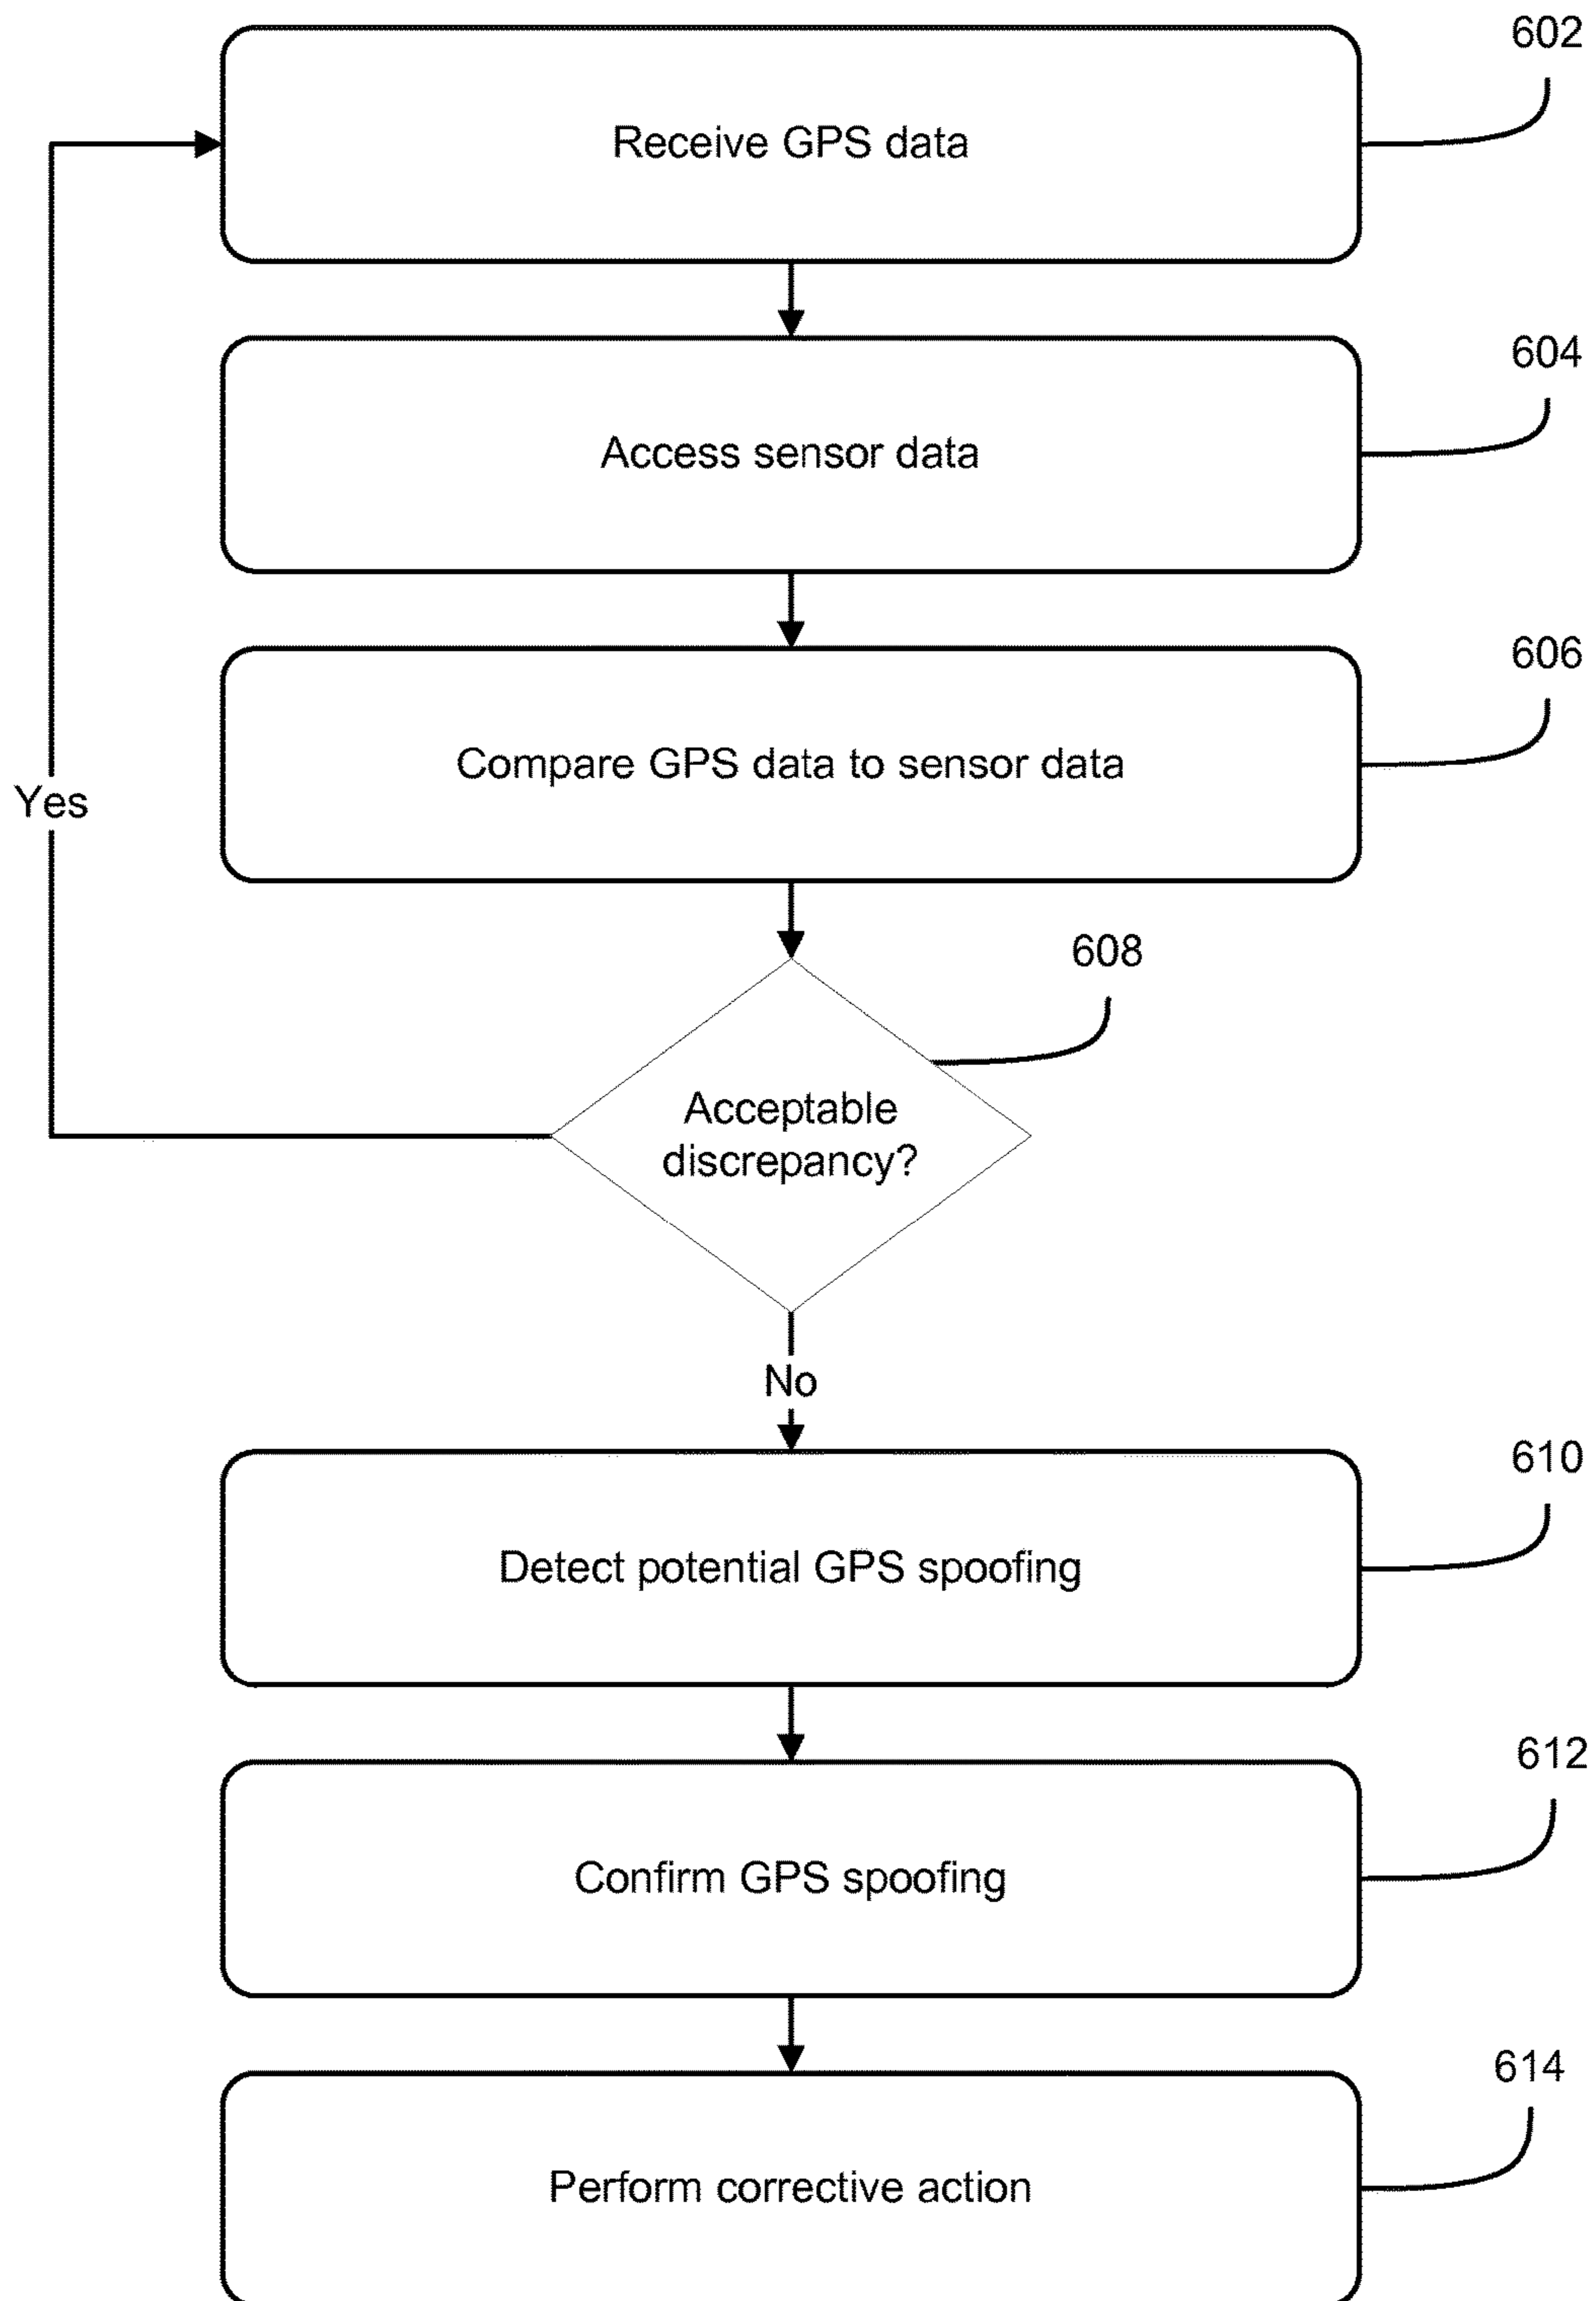 602
Receive GPS data
604
Access sensor data
606
Compare GPS data to sensor data
Yes
608
Acceptable
discrepancy?
No
610
Detect potential GPS spoofing
612
Confirm GPS spoofing
614
Perform corrective action